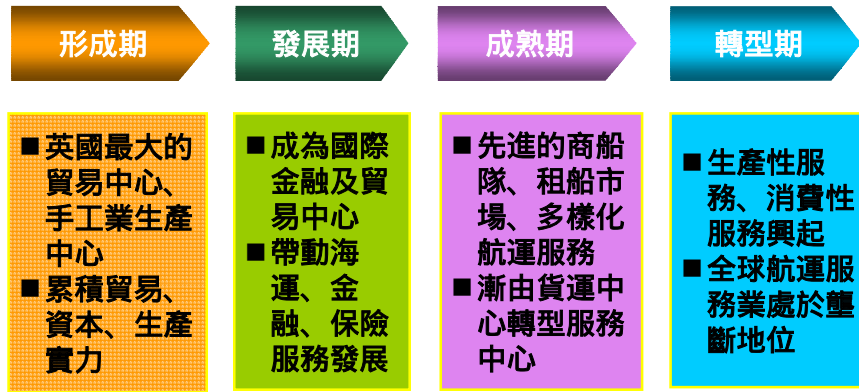 形成期
發展期
成熟期
轉型期
■英國最大的
貿易中心、
手工業生產
中心
■累積貿易、
資本、生產
實力
■成為國際
金融及貿
易中心
■帶動海
運、金
融、保險
服務發展
■先進的商船
隊、租船市
場、多樣化
航運服務
■漸由貨運中
心轉型服務
中心
■生產性服
務、消費性
服務興起
■全球航運服
務業處於壟
斷地位